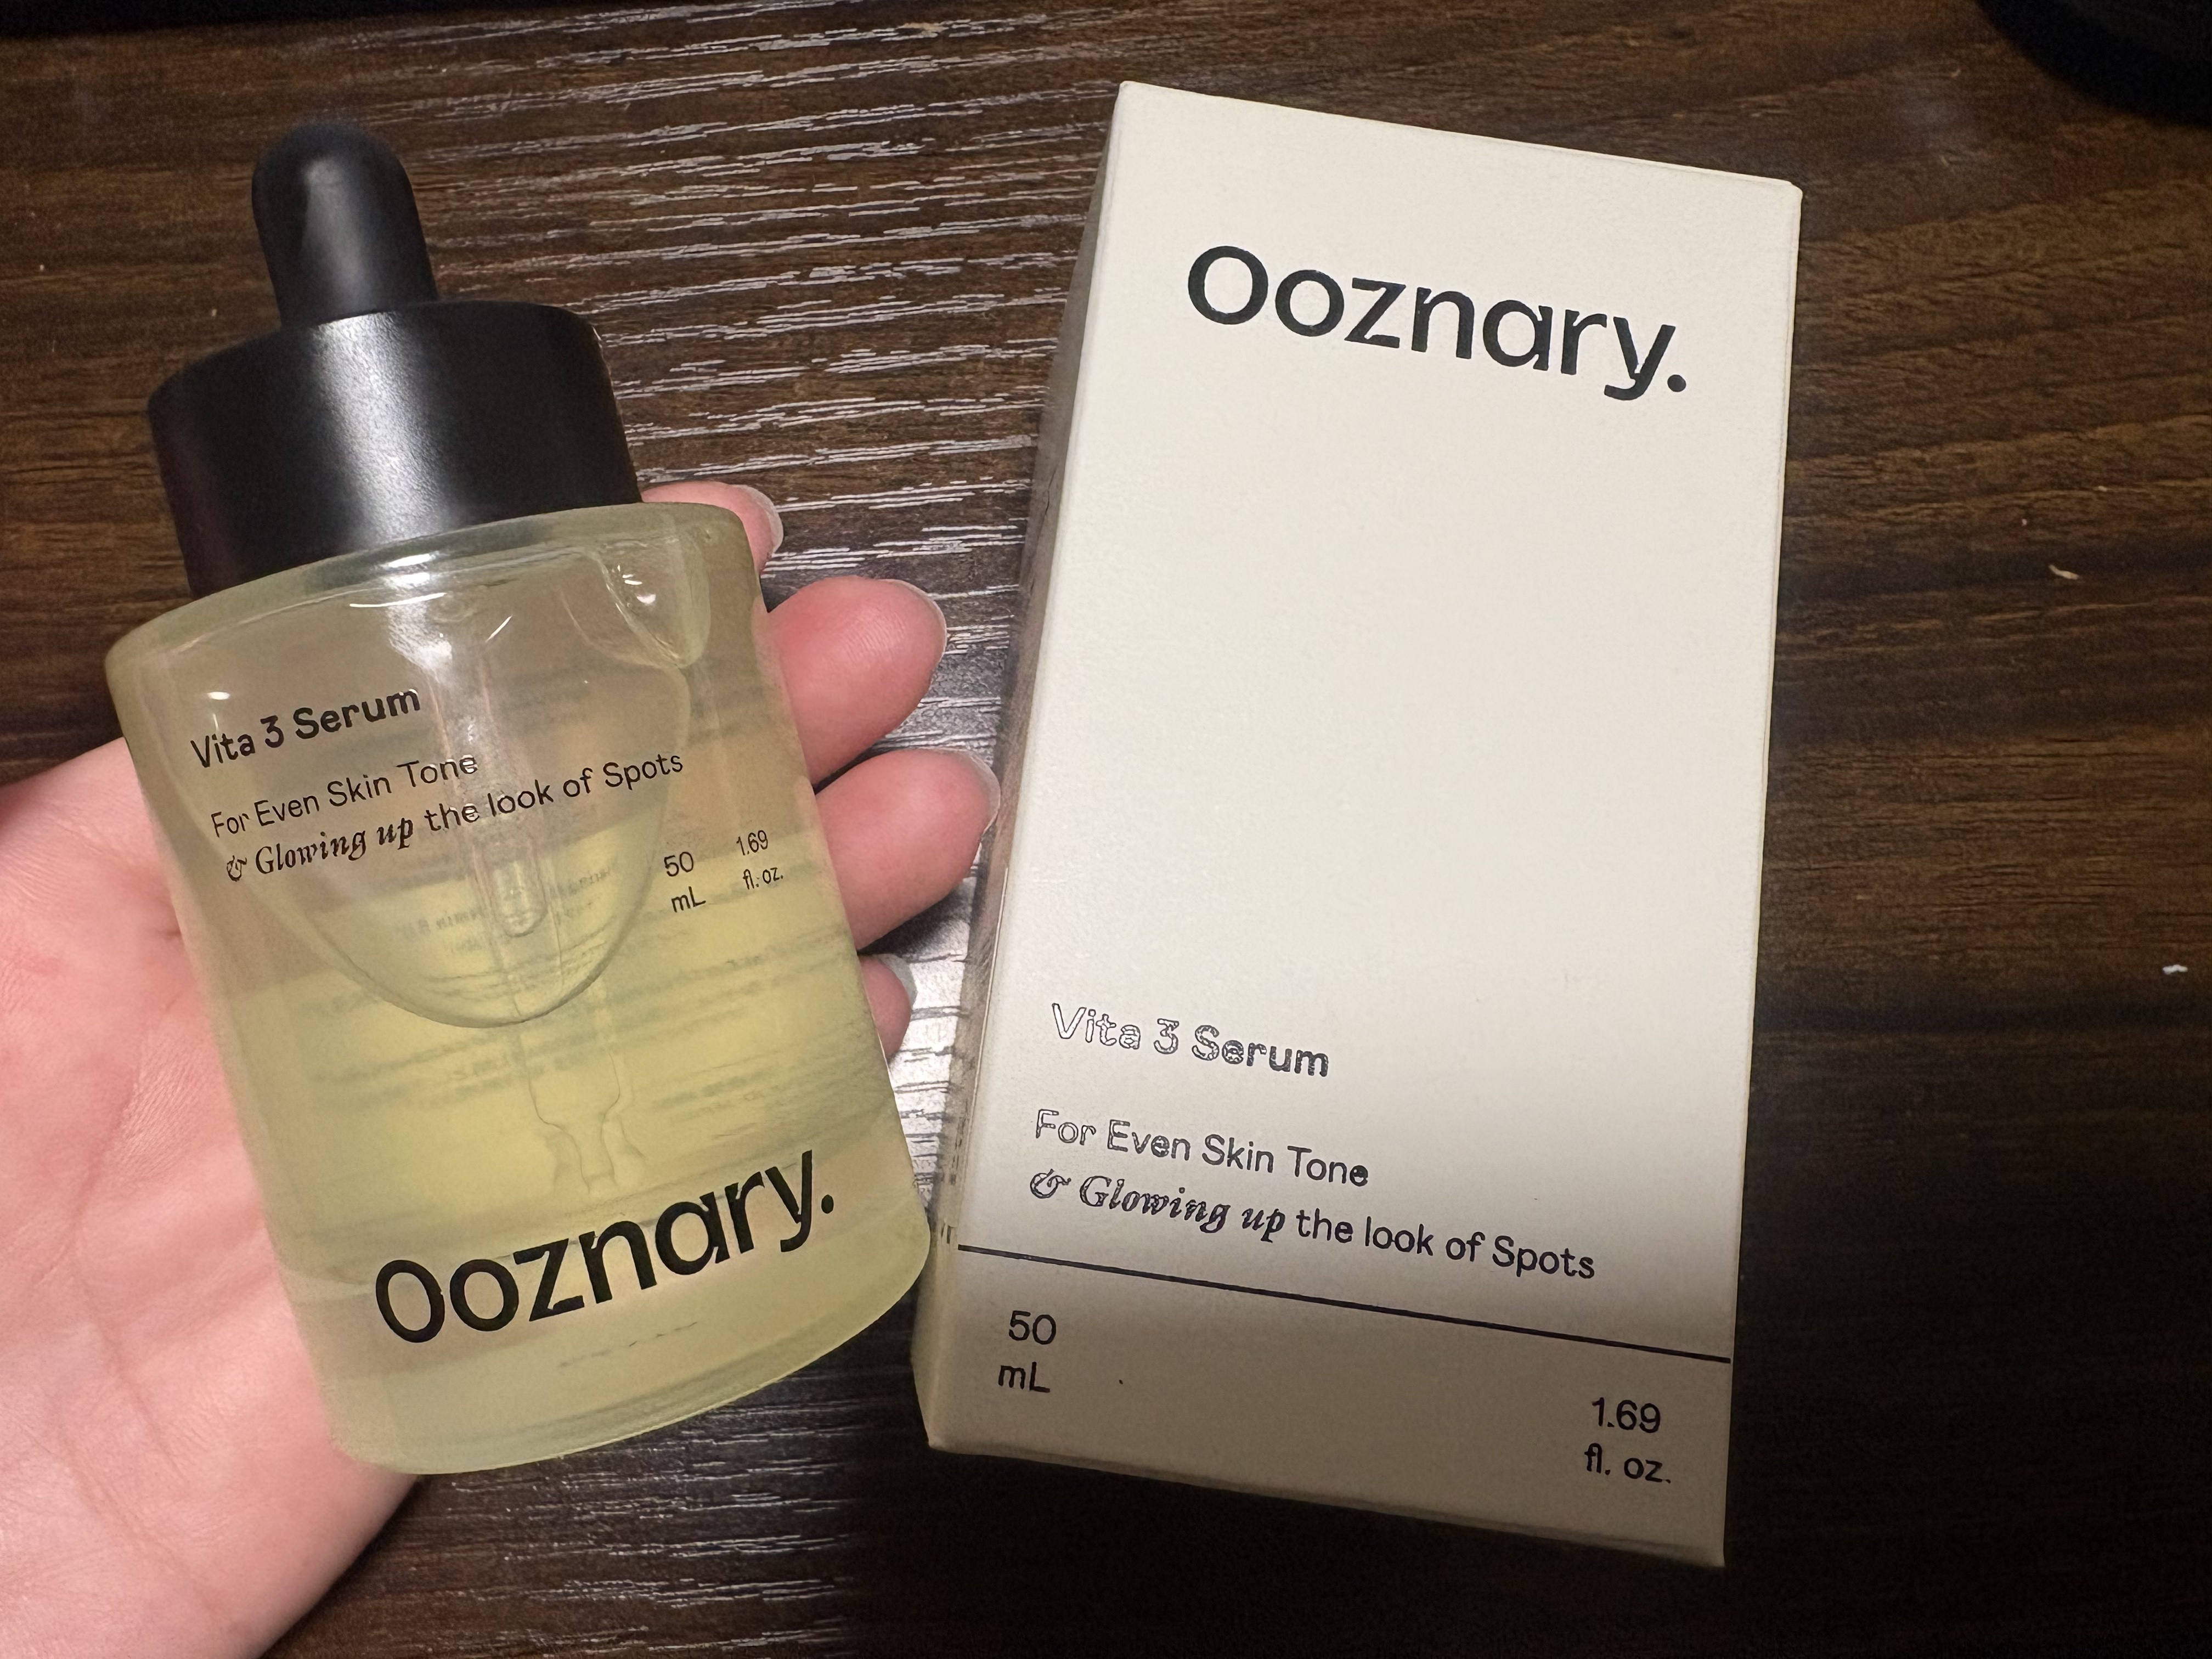 Vita 3 Serum
For Even Skin Tone
& Glowing up the look of Spots
50
mL
1.69
fl. oz.
Ooznary.
Ooznary.
Vita 3 Serum
For Even Skin Tone
& Glowing up the look of Spots
50
mL
1.69
fl. oz.